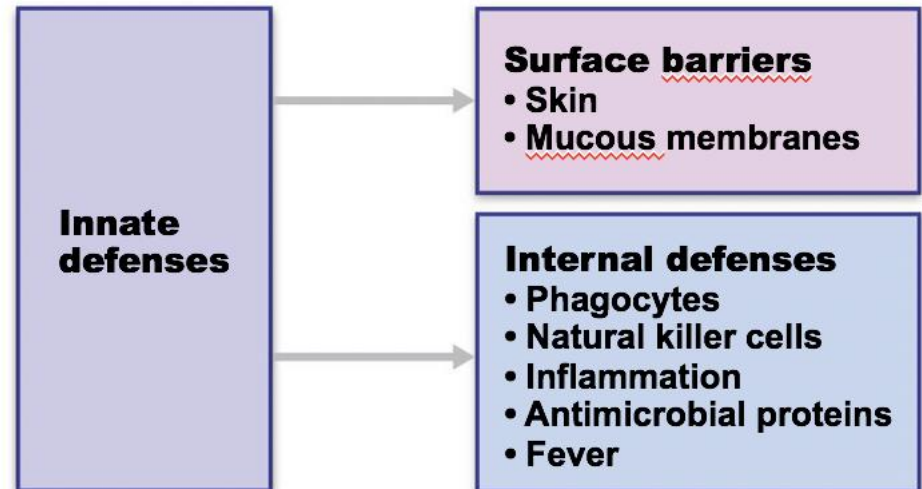 Innate
defenses
Surface barriers
• Skin
• Mucous membranes
Internal defenses
• Phagocytes
• Natural killer cells
• Inflammation
• Antimicrobial proteins
• Fever